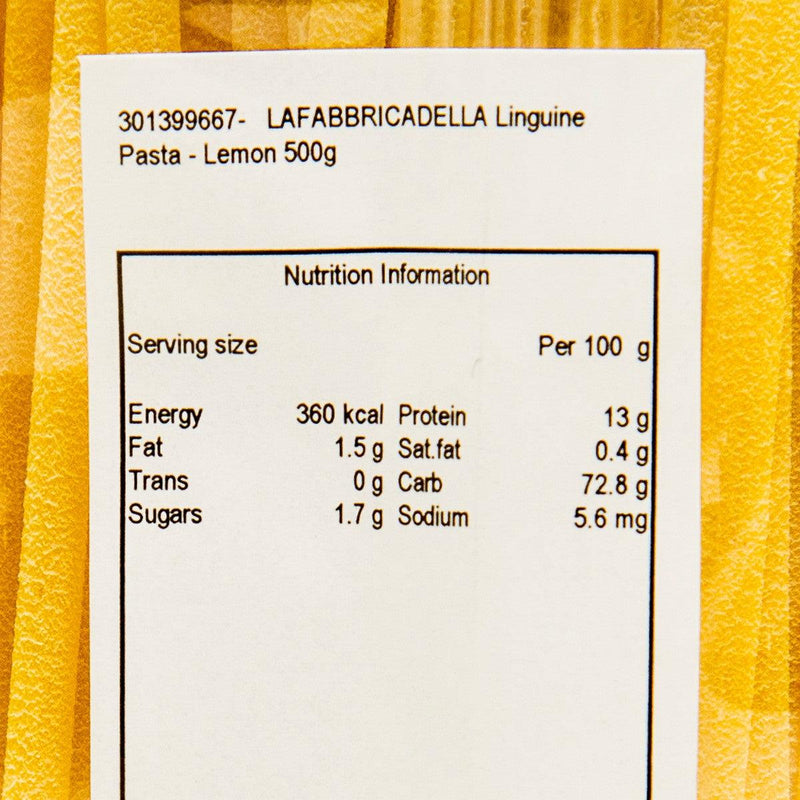 301399667- LAFABBRICADELLA Linguine
Pasta - Lemon 500g
Nutrition Information
Serving size Per 100 g
Energy 360 kcal Protein 13 g
Fat 1.5 g Sat.fat 0.4 g
Trans 0 g Carb 72.8 g
Sugars 1.7 g Sodium 5.6 mg